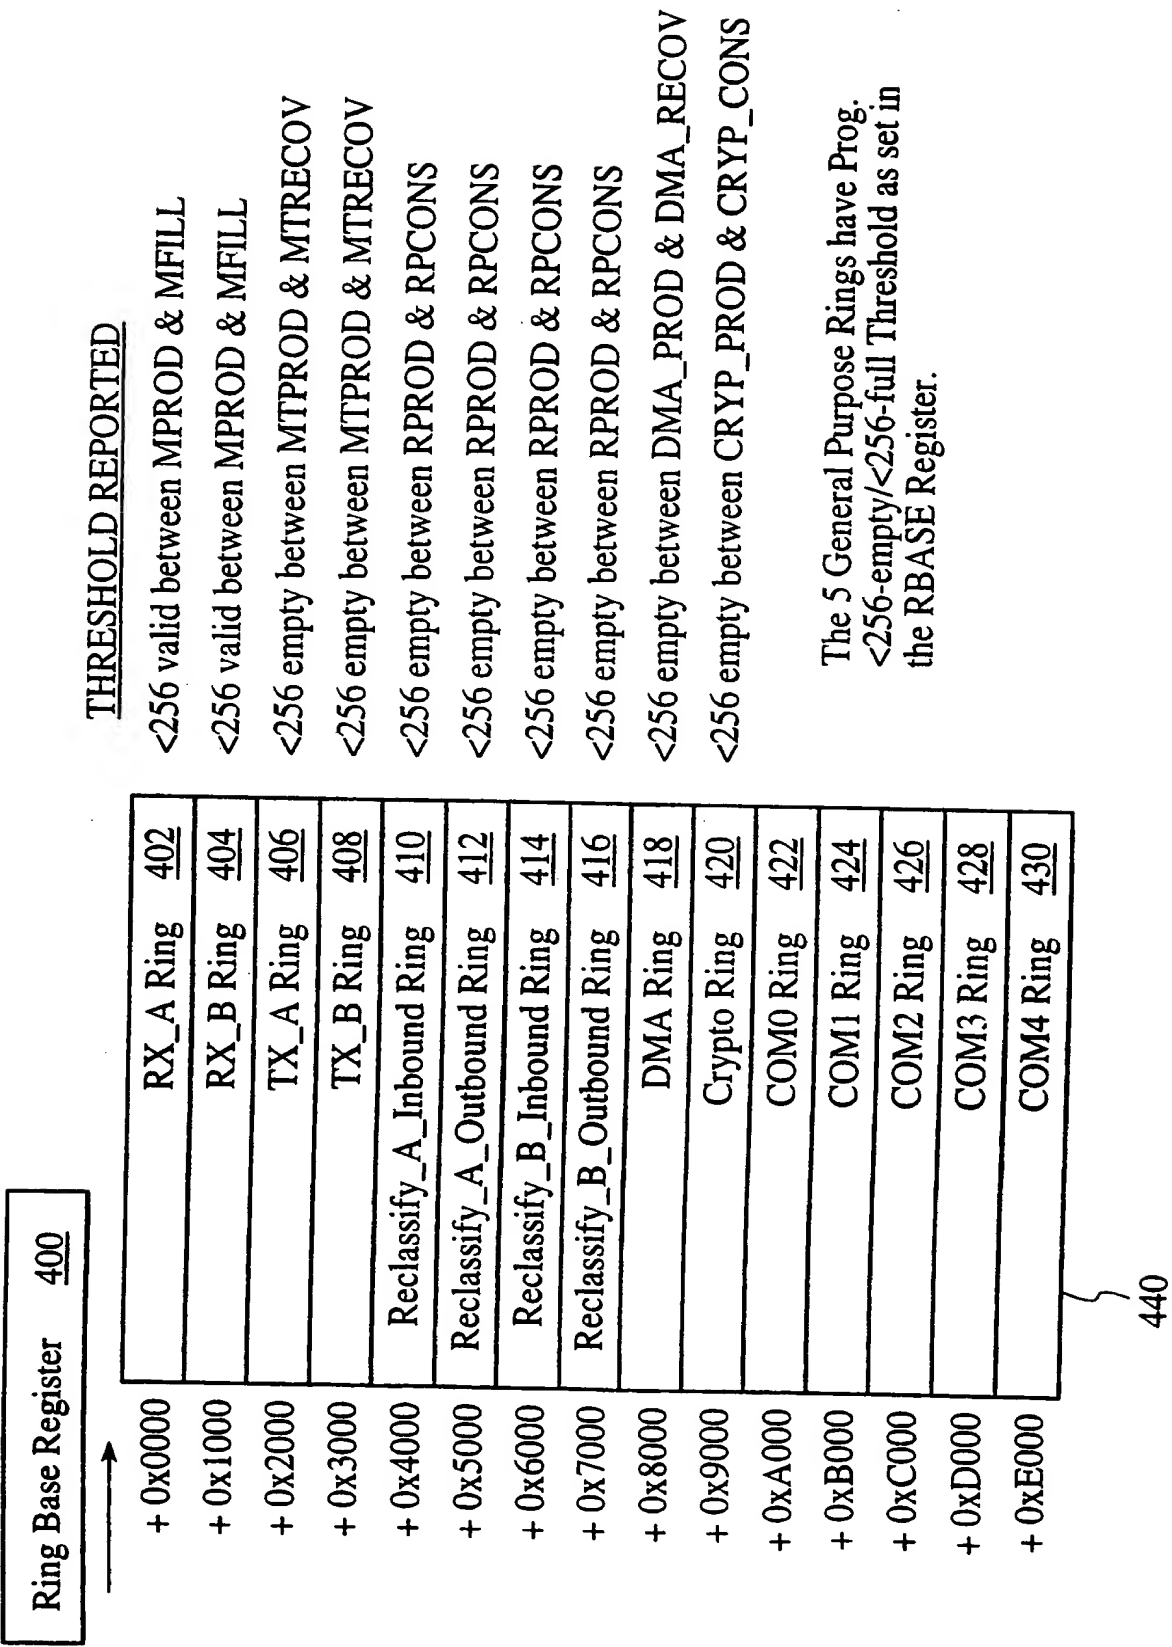 Ring Base Register 400
THRESHOLD REPORTED
+ 0x0000 RX_A Ring 402 <256 valid between MPROD & MFILL
+ 0x1000 RX_B Ring 404 <256 valid between MPROD & MFILL
+ 0x2000 TX_A Ring 406 <256 empty between MTPROD & MTRECOV
+ 0x3000 TX_B Ring 408 <256 empty between MTPROD & MTRECOV
+ 0x4000 Reclassify_A_Inbound Ring 410 <256 empty between RPROD & RPCONS
+ 0x5000 Reclassify_A_Outbound Ring 412 <256 empty between RPROD & RPCONS
+ 0x6000 Reclassify_B_Inbound Ring 414 <256 empty between RPROD & RPCONS
+ 0x7000 Reclassify_B_Outbound Ring 416 <256 empty between RPROD & RPCONS
+ 0x8000 DMA Ring 418 <256 empty between DMA_PROD & DMA_RECOV
+ 0x9000 Crypto Ring 420 <256 empty between CRYP_PROD & CRYP_CONS
+ 0xA000 COM0 Ring 422
+ 0xB000 COM1 Ring 424
+ 0xC000 COM2 Ring 426
+ 0xD000 COM3 Ring 428
+ 0xE000 COM4 Ring 430
The 5 General Purpose Rings have Prog.
<256-empty/<256-full Threshold as set in
the RBASE Register.
440